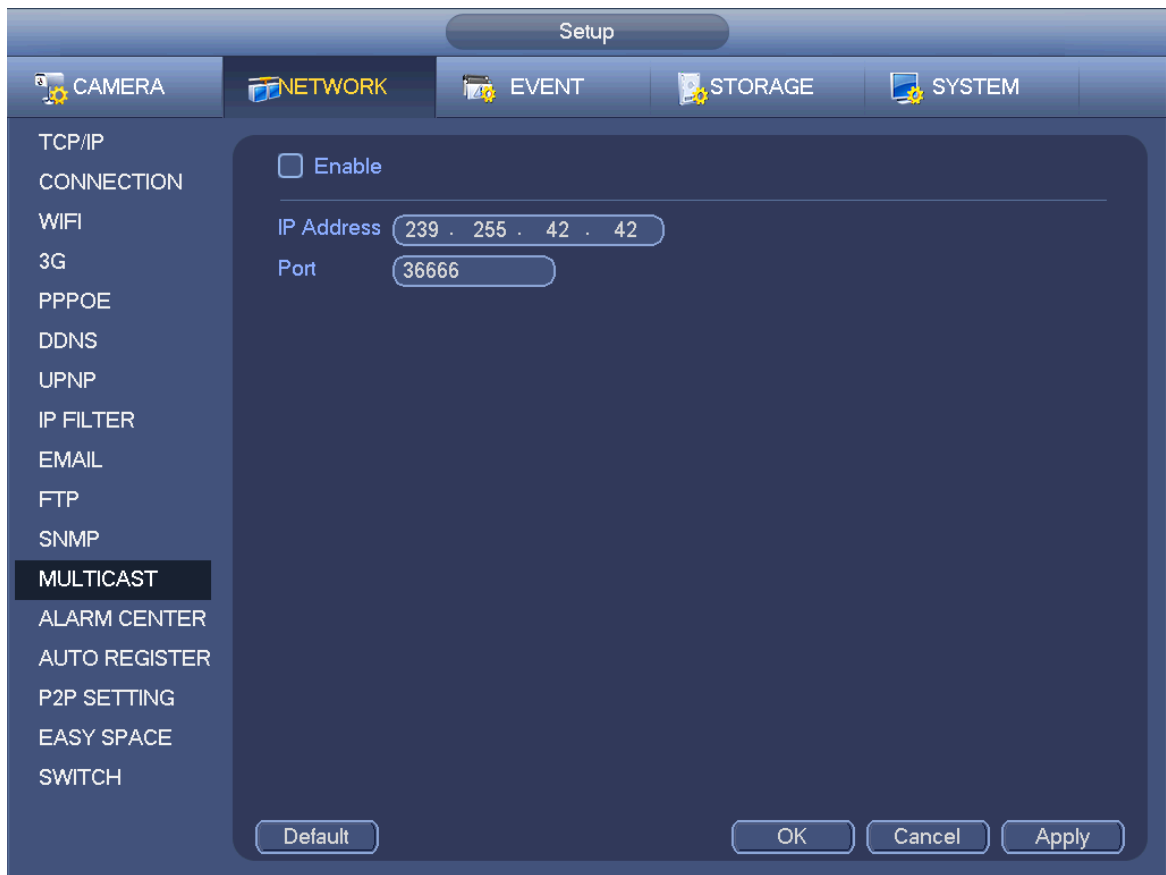 Setup
CAMERA NETWORK EVENT STORAGE SYSTEM
TCP/IP
CONNECTION
WIFI
3G
PPPOE
DDNS
UPNP
IP FILTER
EMAIL
FTP
SNMP
MULTICAST
ALARM CENTER
AUTO REGISTER
P2P SETTING
EASY SPACE
SWITCH
Enable
IP Address 239 . 255 . 42 . 42
Port 36666
Default OK Cancel Apply